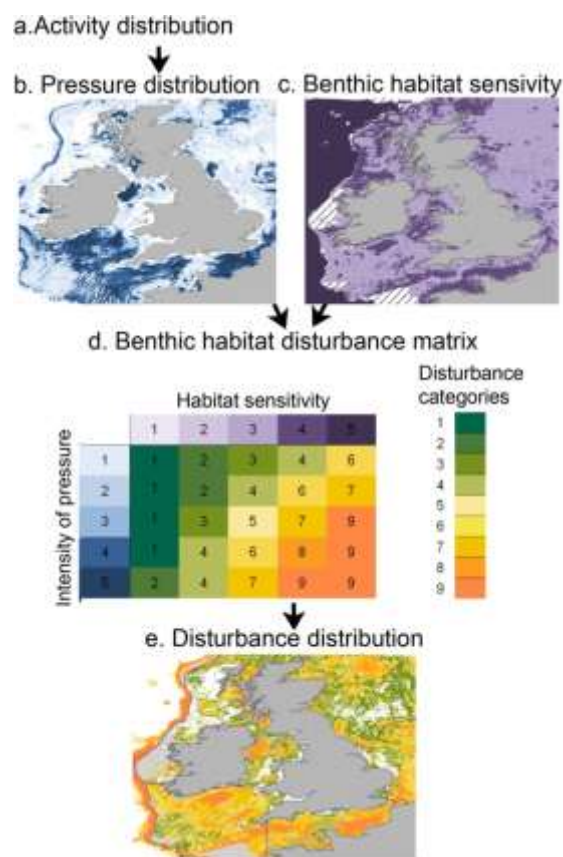 a.Activity distribution
b. Pressure distribution
c. Benthic habitat sensivity
d. Benthic habitat disturbance matrix
Habitat sensitivity
Disturbance categories
Intensity of pressure
1 2 3 4 5
1 1 2 3 4 6
2 1 2 4 6 7
3 1 3 5 7 9
4 1 4 6 8 9
5 2 4 7 9 9
1
2
3
4
5
6
7
8
9
e. Disturbance distribution